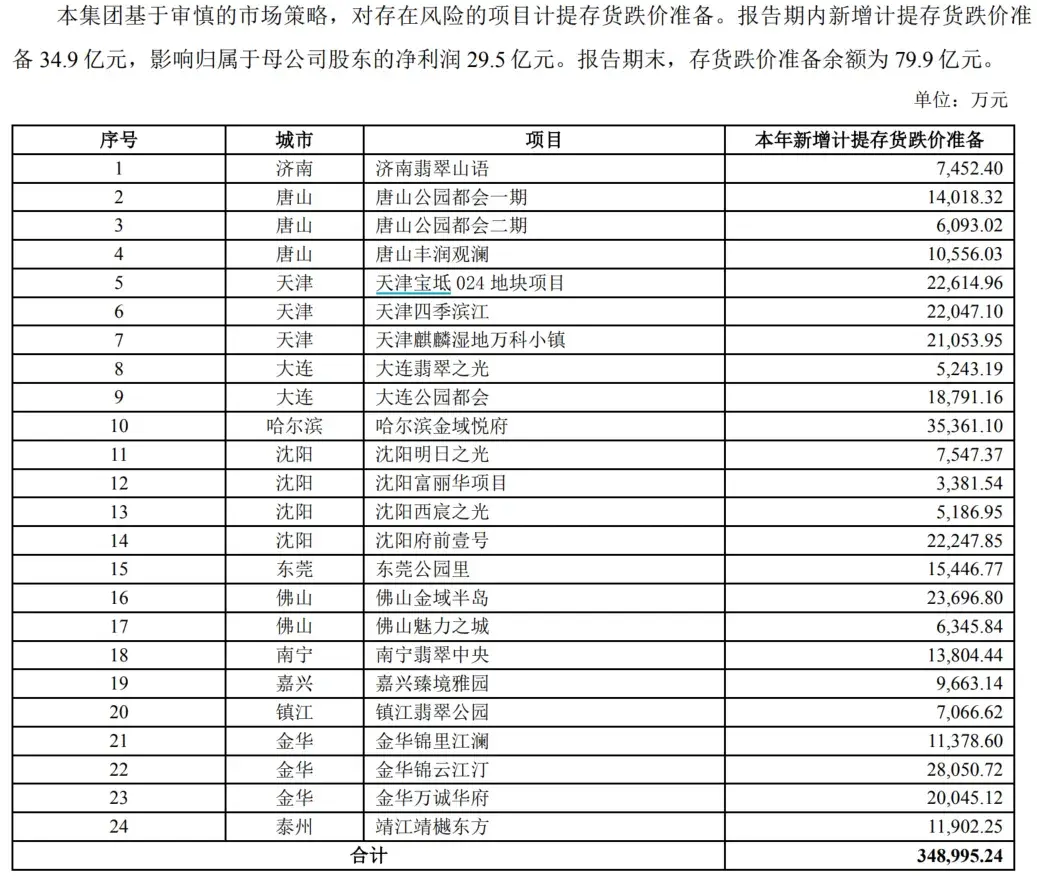 本集团基于审慎的市场策略，对存在风险的项目计提存货跌价准备。报告期内新增计提存货跌价准
备 34.9 亿元，影响归属于母公司股东的净利润 29.5 亿元。报告期末，存货跌价准备余额为 79.9 亿元。
单位：万元
序号 城市 项目 本年新增计提存货跌价准备
1 济南 济南翡翠山语 7,452.40
2 唐山 唐山公园都会一期 14,018.32
3 唐山 唐山公园都会二期 6,093.02
4 唐山 唐山丰润观澜 10,556.03
5 天津 天津宝坻 024 地块项目 22,614.96
6 天津 天津四季滨江 22,047.10
7 天津 天津麒麟湿地万科小镇 21,053.95
8 大连 大连翡翠之光 5,243.19
9 大连 大连公园都会 18,791.16
10 哈尔滨 哈尔滨金域悦府 35,361.10
11 沈阳 沈阳明日之光 7,547.37
12 沈阳 沈阳富丽华项目 3,381.54
13 沈阳 沈阳西宸之光 5,186.95
14 沈阳 沈阳府前壹号 22,247.85
15 东莞 东莞公园里 15,446.77
16 佛山 佛山金域半岛 23,696.80
17 佛山 佛山魅力之城 6,345.84
18 南宁 南宁翡翠中央 13,804.44
19 嘉兴 嘉兴臻境雅园 9,663.14
20 镇江 镇江翡翠公园 7,066.62
21 金华 金华锦里江澜 11,378.60
22 金华 金华锦云江汀 28,050.72
23 金华 金华万诚华府 20,045.12
24 泰州 靖江靖樾东方 11,902.25
合计 348,995.24